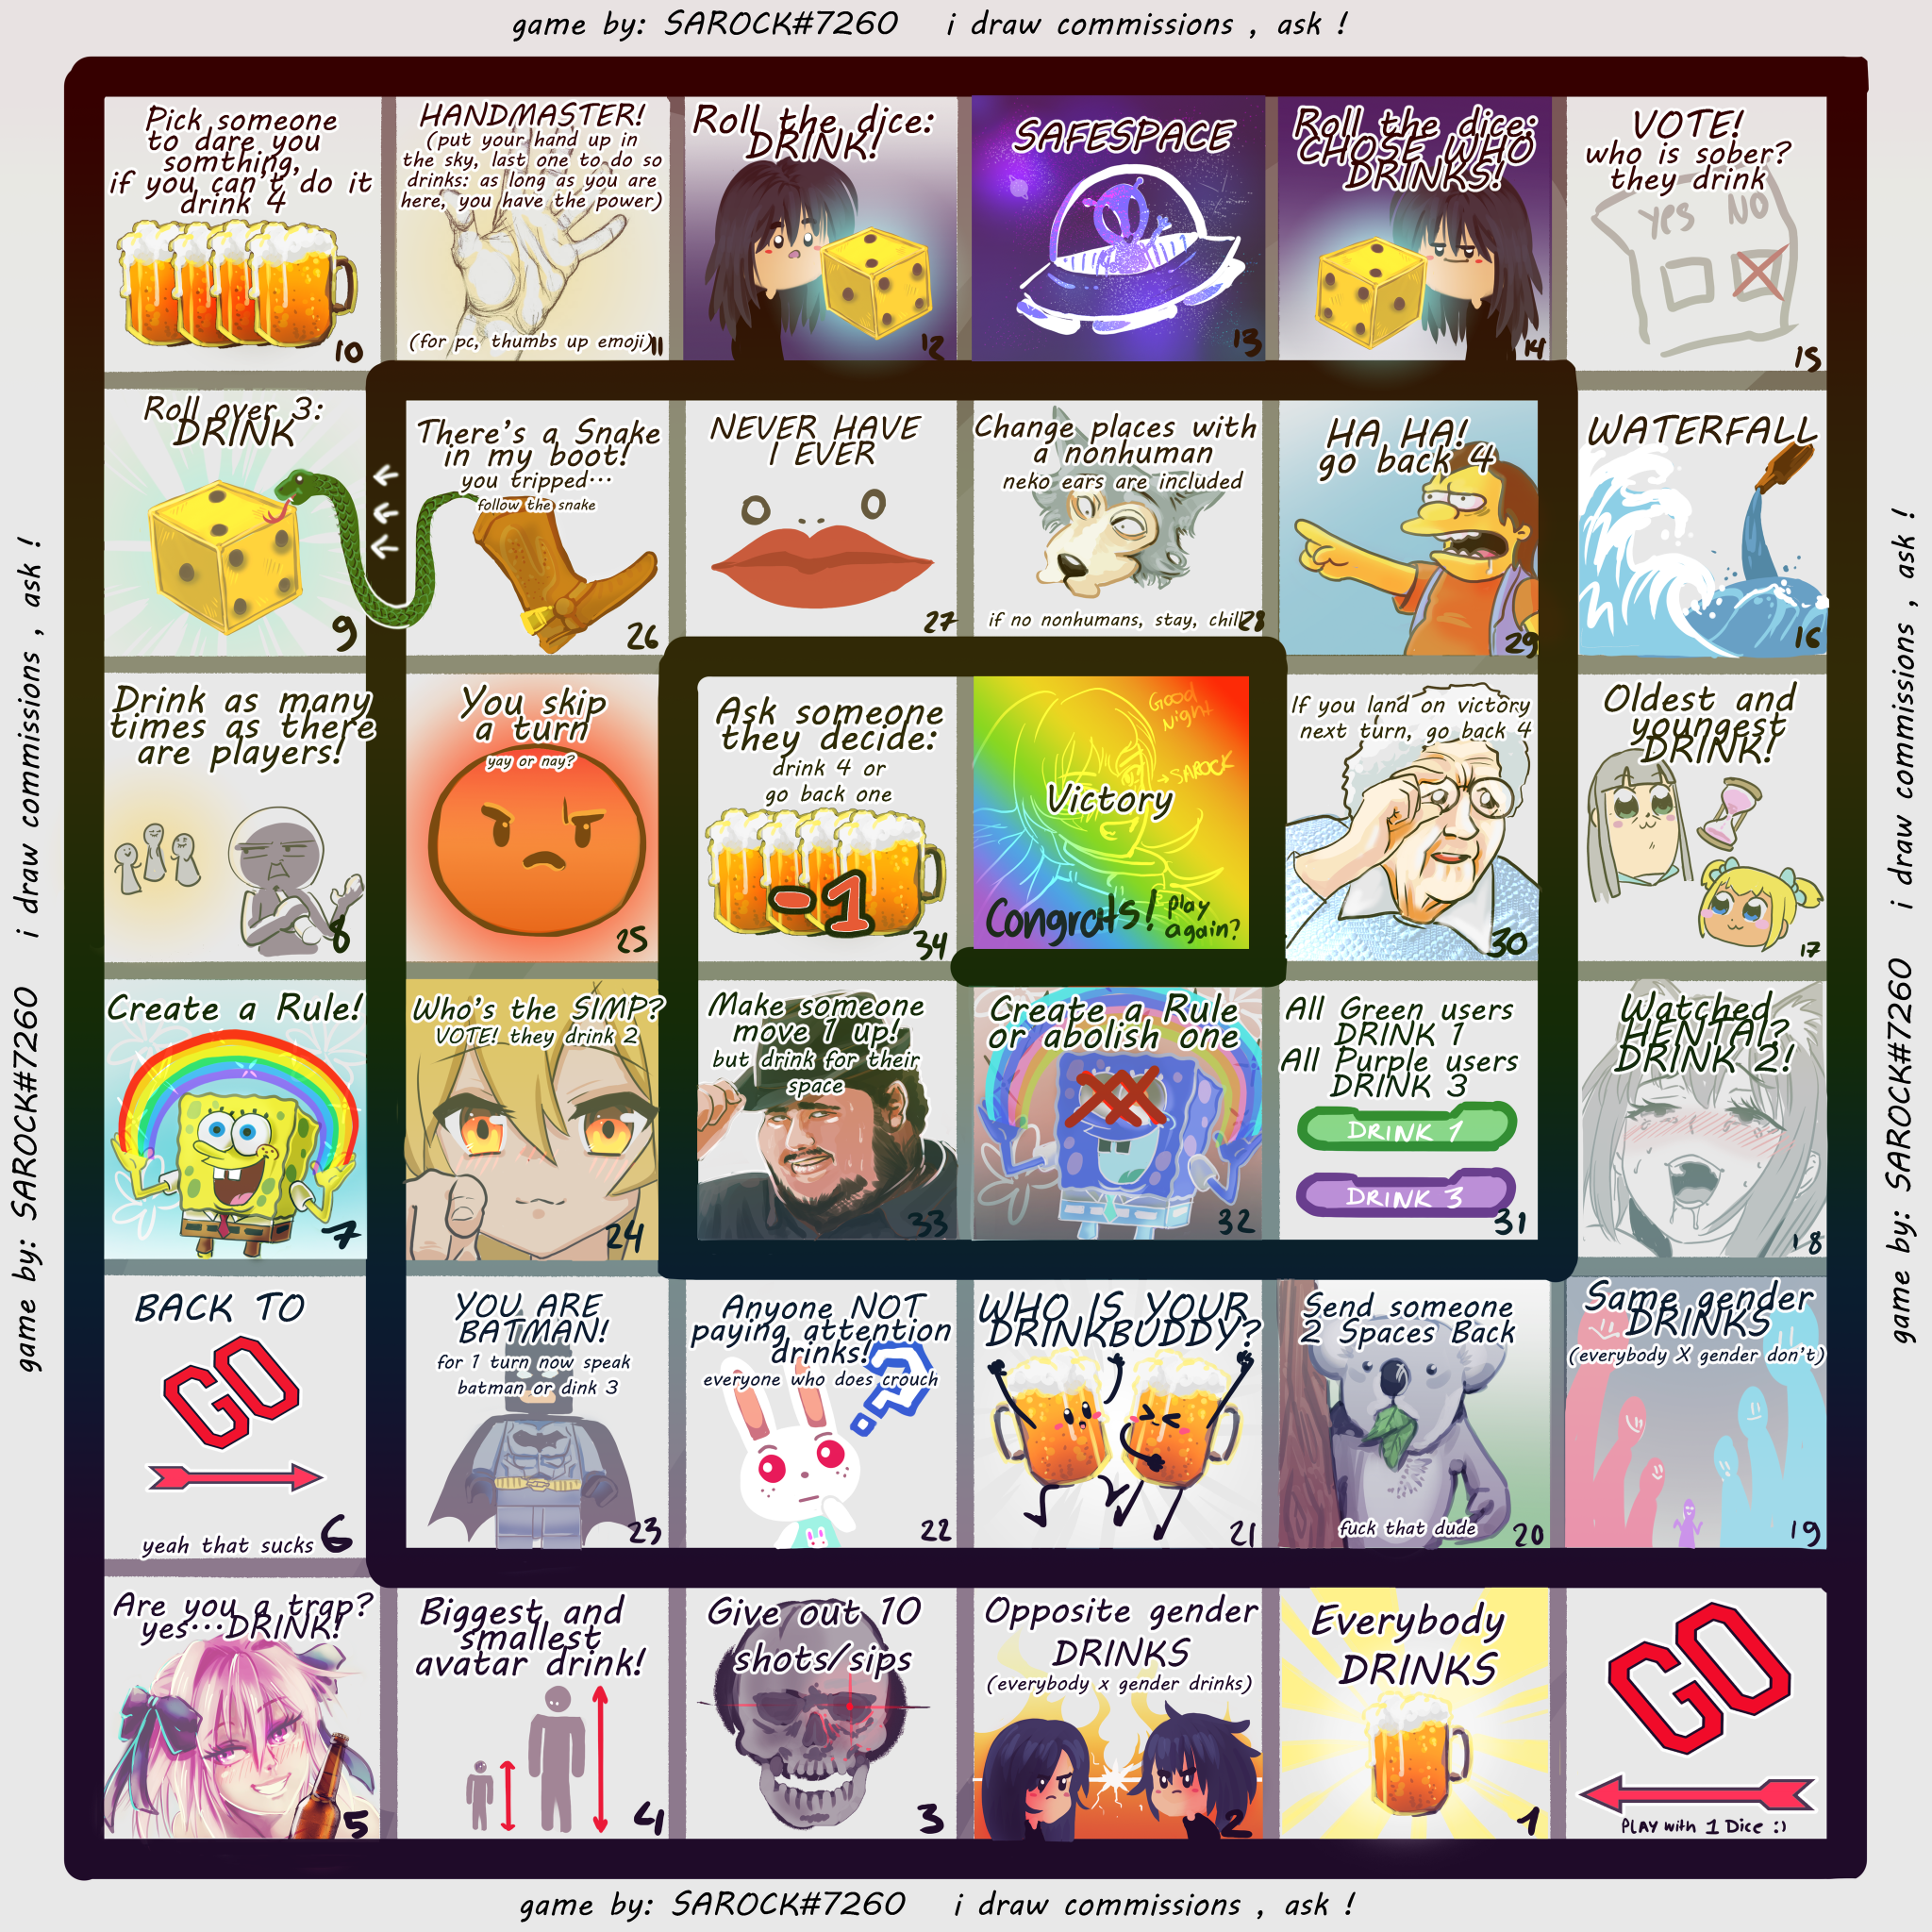 game by: SAROCK#7260 i draw commissions , ask !
game by: SAROCK#7260 i draw commissions , ask !
game by: SAROCK#7260 i draw commissions , ask !
Pick someone
to dare you
somthing,
if you can't do it
drink 4
10
HANDMASTER!
(put your hand up in
the sky, last one to do so
drinks: as long as you are
here, you have the power)
(for pc, thumbs up emoji)
11
Roll the dice:
DRINK!
12
SAFESPACE
13
Roll the dice:
CHOSE WHO
DRINKS!
14
VOTE!
who is sober?
they drink
YES NO
15
Roll over 3:
DRINK
9
There's a Snake
in my boot!
you tripped...
follow the snake
26
NEVER HAVE
I EVER
27
Change places with
a nonhuman
neko ears are included
if no nonhumans, stay, chill
28
HA HA!
go back 4
29
WATERFALL
16
Drink as many
times as there
are players!
8
You skip
a turn
yay or nay?
25
Ask someone
they decide:
drink 4 or
go back one
-1
34
Good
Night
→SAROCK
Victory
Congrats!
play
again?
If you land on victory
next turn, go back 4
30
Oldest and
youngest
DRINK!
17
Create a Rule!
7
Who's the SIMP?
VOTE! they drink 2
24
Make someone
move 1 up!
but drink for their
space
33
Create a Rule
or abolish one
32
All Green users
DRINK 1
All Purple users
DRINK 3
DRINK 1
DRINK 3
31
Watched
HENTAI?
DRINK 2!
18
BACK TO
GO
yeah that sucks
6
YOU ARE
BATMAN!
for 1 turn now speak
batman or dink 3
23
Anyone NOT
paying attention
drinks!
everyone who does crouch
?
22
WHO IS YOUR
DRINKBUDDY?
21
Send someone
2 Spaces Back
fuck that dude
20
Same gender
DRINKS
(everybody X gender don't)
19
Are you a trap?
yes...DRINK!
5
Biggest and
smallest
avatar drink!
4
Give out 10
shots/sips
3
Opposite gender
DRINKS
(everybody x gender drinks)
2
Everybody
DRINKS
1
GO
PLAY with 1 Dice :)
game by: SAROCK#7260 i draw commissions , ask !